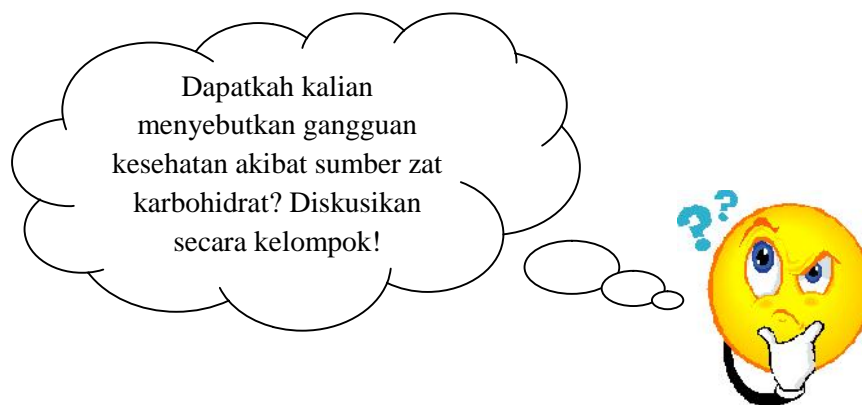 Dapatkah kalian
menyebutkan gangguan
kesehatan akibat sumber zat
karbohidrat? Diskusikan
secara kelompok!
??